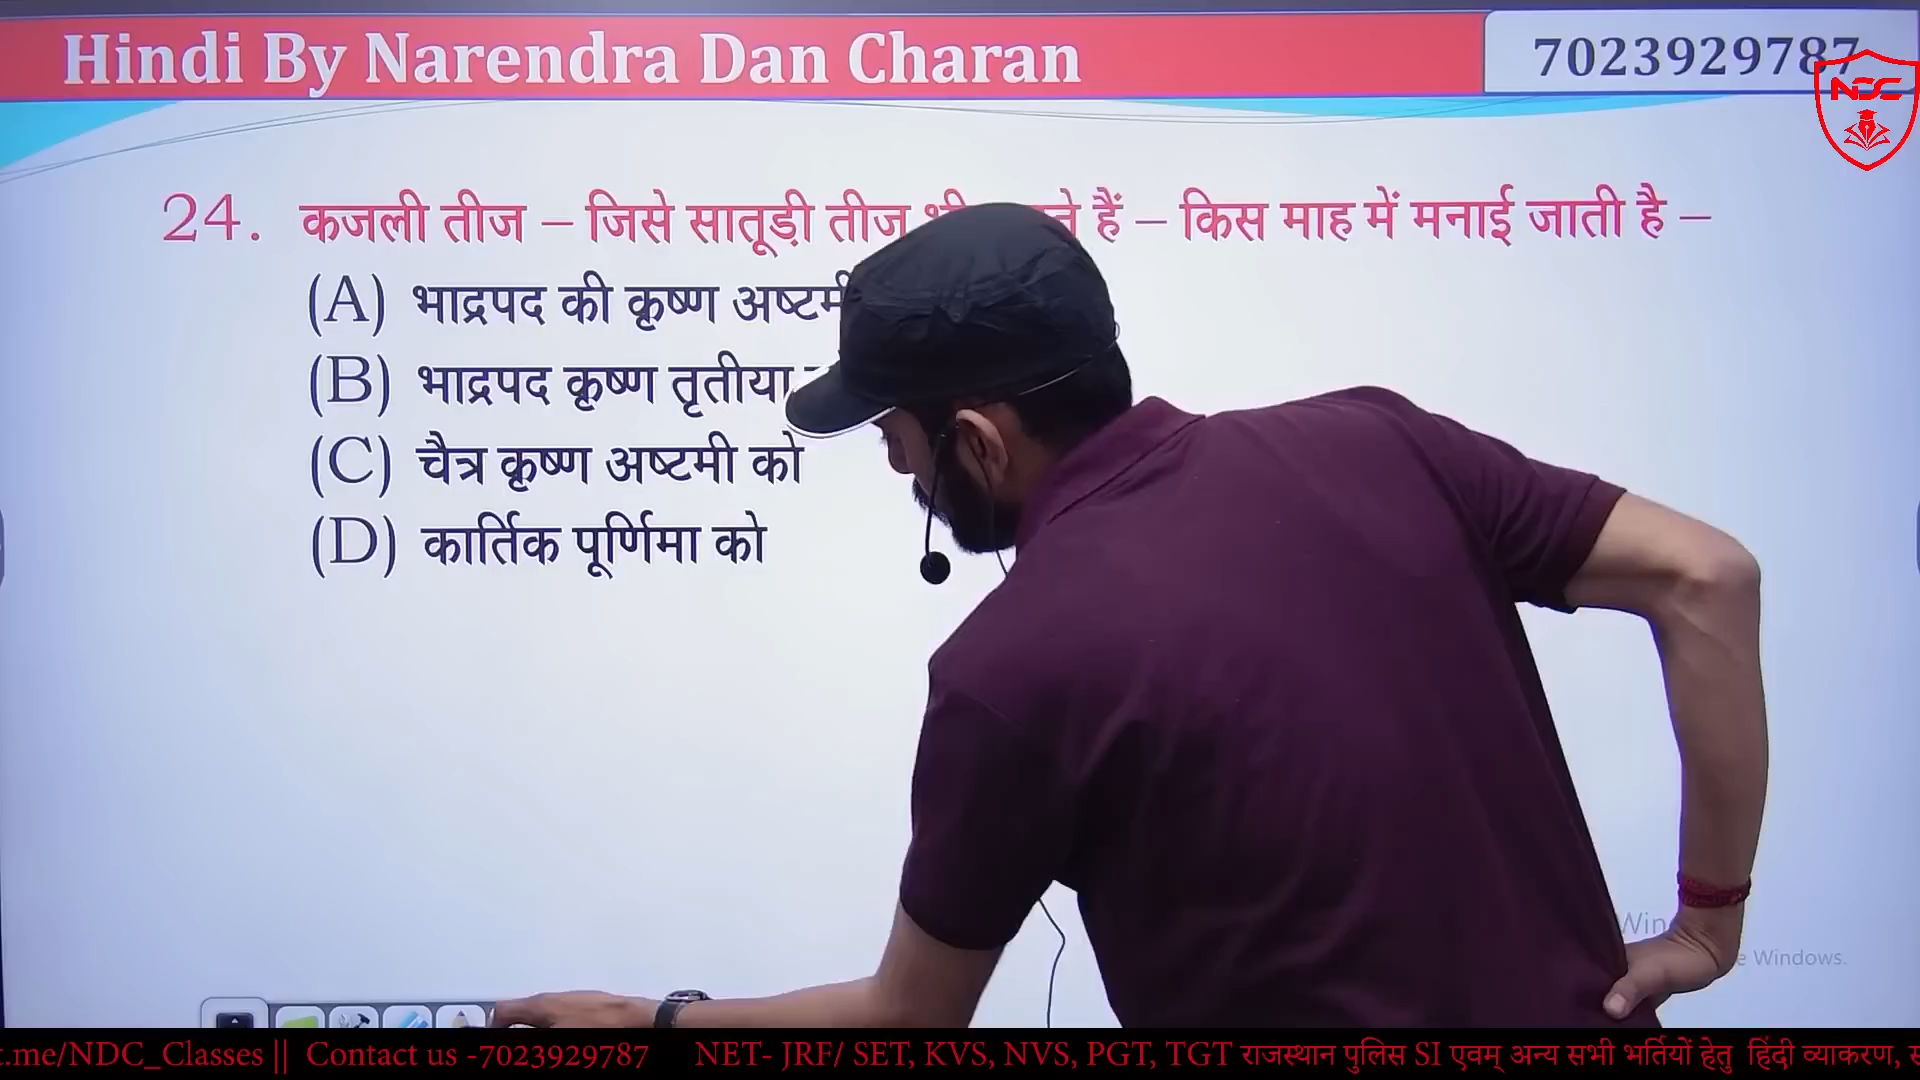 Hindi By Narendra Dan Charan
7023929787
NDC
24. कजली तीज – जिसे सातूड़ी तीज हैं – किस माह में मनाई जाती है –
(A) भाद्रपद की कृष्ण अष्टमी
(B) भाद्रपद कृष्ण तृतीया
(C) चैत्र कृष्ण अष्टमी को
(D) कार्तिक पूर्णिमा को
Windows.
t.me/NDC_Classes || Contact us -7023929787 NET- JRF/ SET, KVS, NVS, PGT, TGT राजस्थान पुलिस SI एवम् अन्य सभी भर्तियों हेतु हिंदी व्याकरण,